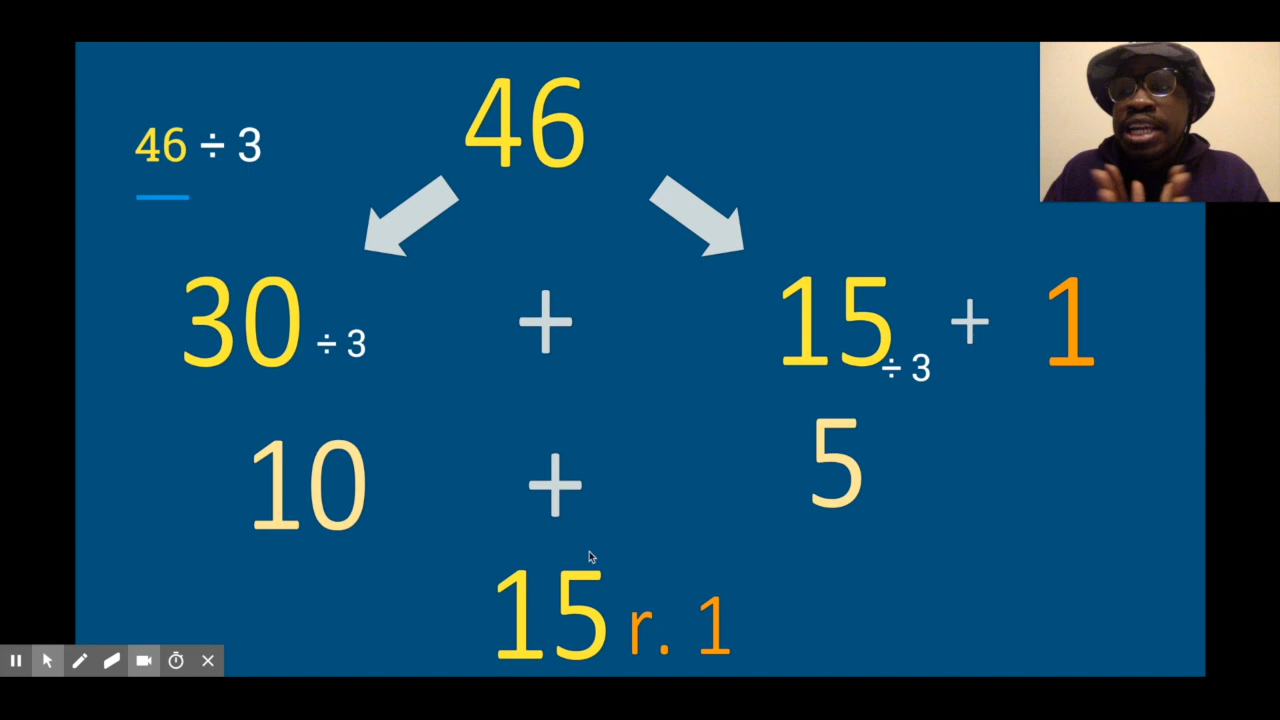 46 ÷ 3
46
30 ÷ 3 + 15 ÷ 3 + 1
10 + 5
15 r. 1